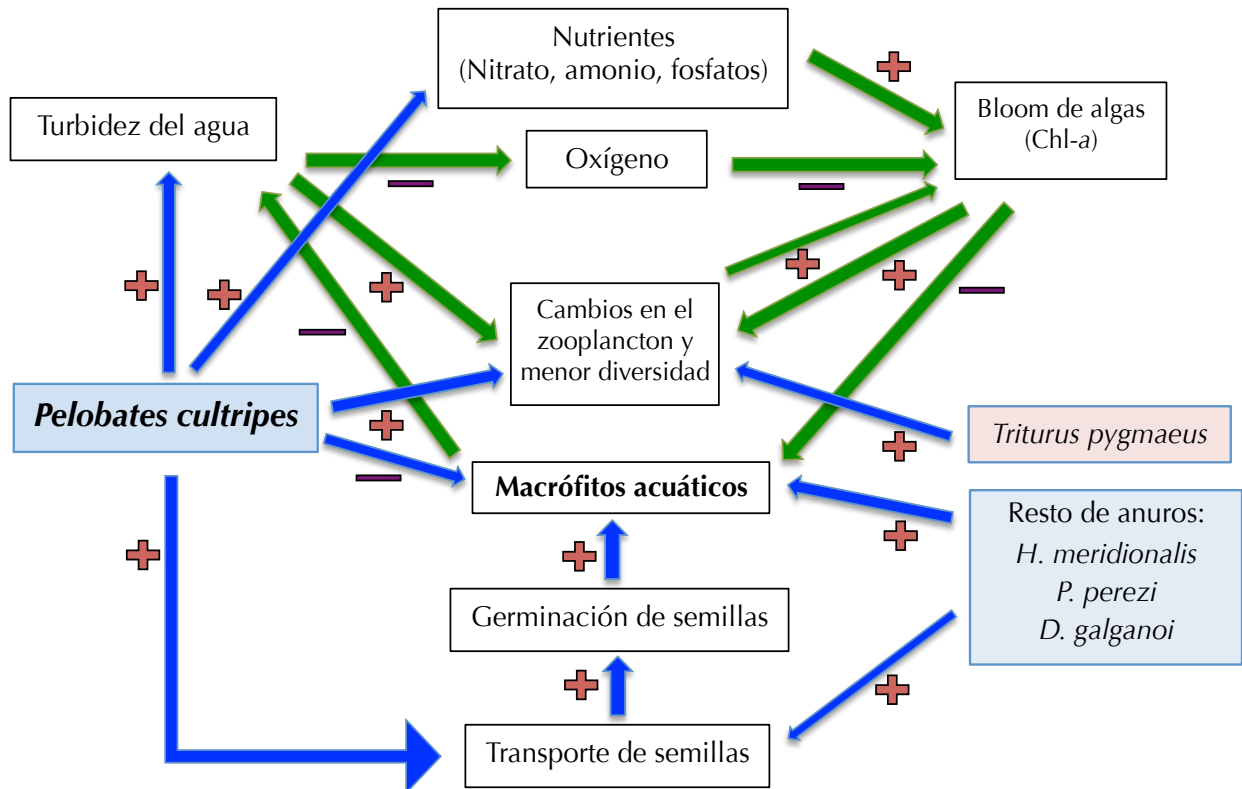 Nutrientes
(Nitrato, amonio, fosfatos)
Turbidez del agua
Oxígeno
Bloom de algas
(Chl-a)
Cambios en el
zooplancton y
menor diversidad
Pelobates cultripes
Triturus pygmaeus
Macrófitos acuáticos
Resto de anuros:
H. meridionalis
P. perezi
D. galganoi
Germinación de semillas
Transporte de semillas